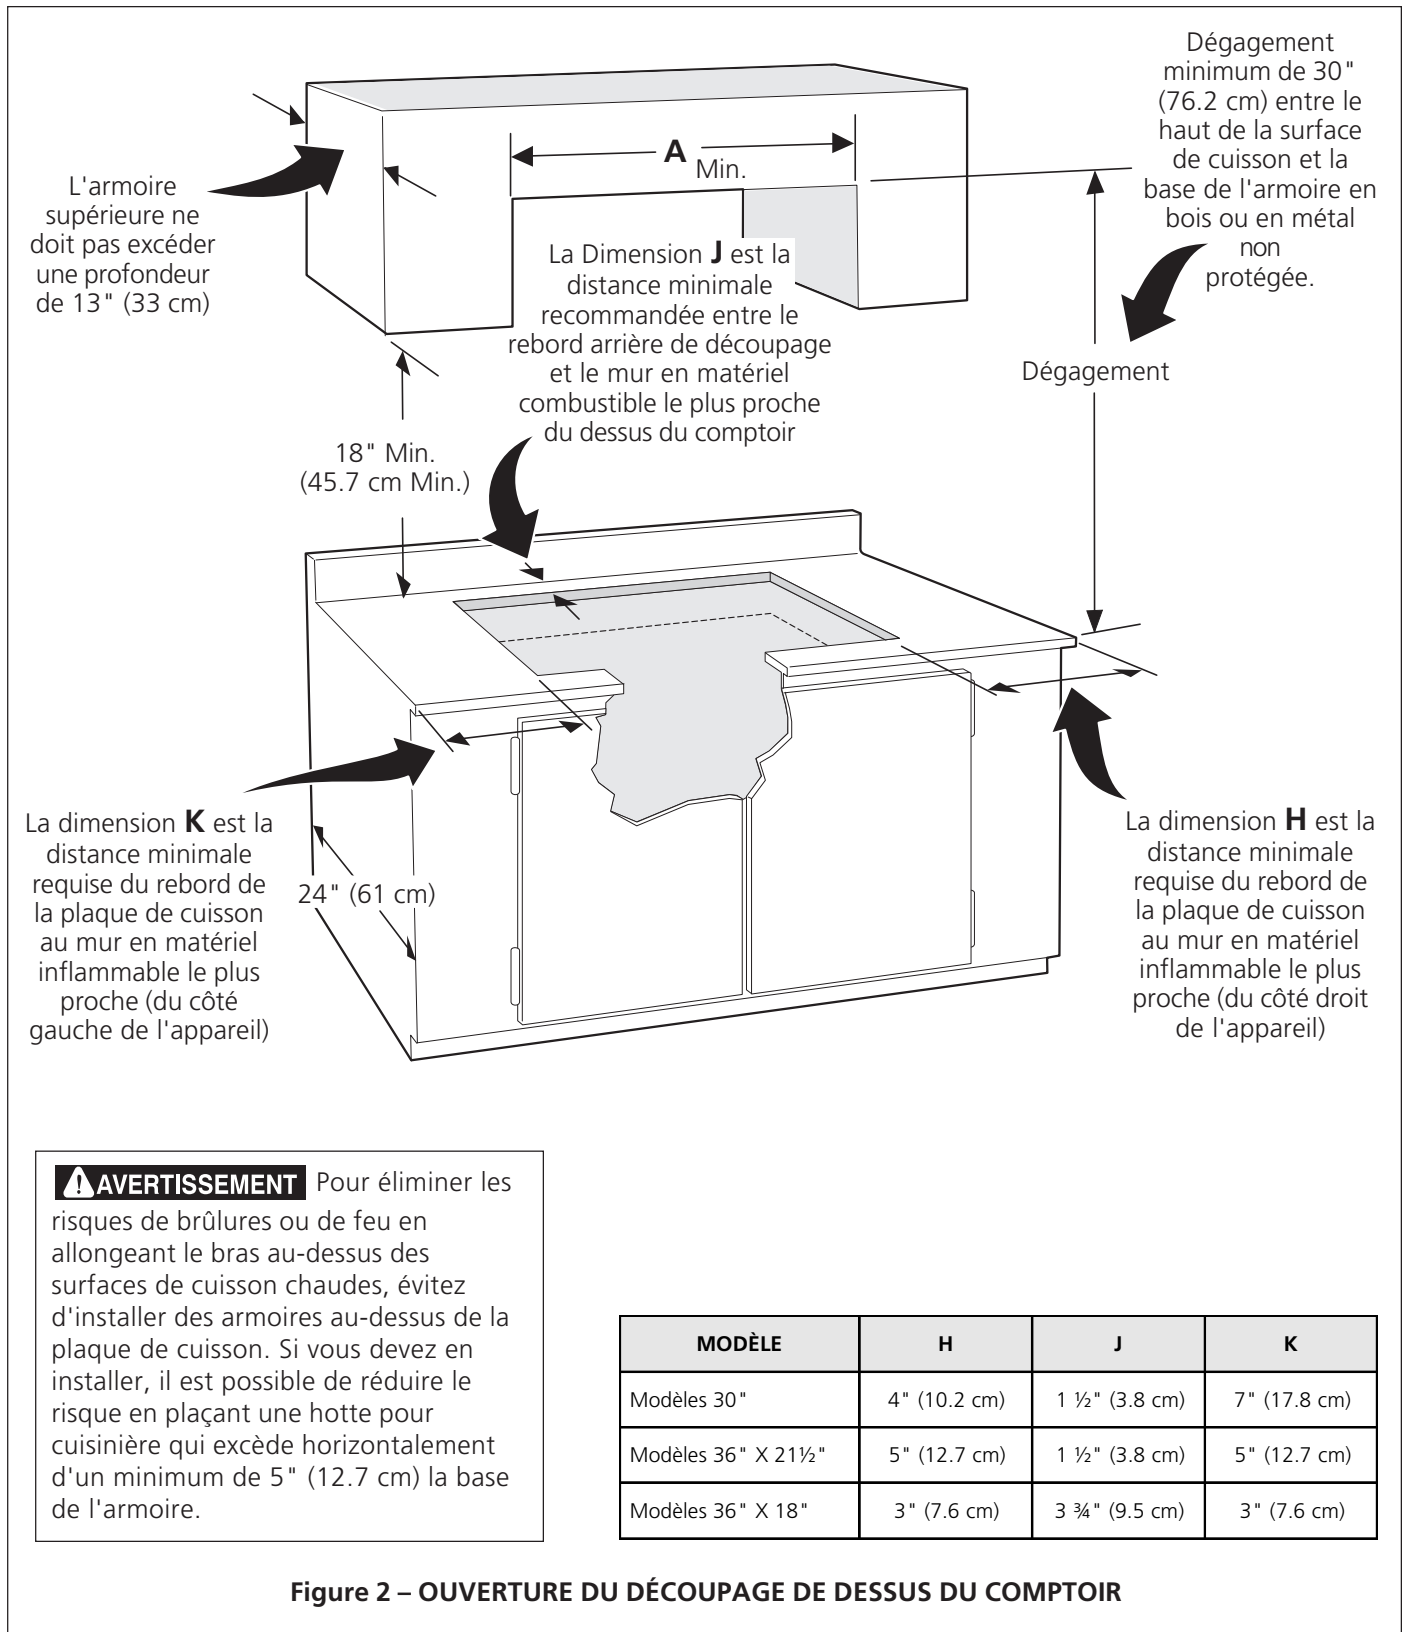 Dégagement
minimum de 30"
(76.2 cm) entre le
haut de la surface
de cuisson et la
base de l'armoire en
bois ou en métal
non
protégée.
A
Min.
L'armoire
supérieure ne
doit pas excéder
une profondeur
de 13" (33 cm)
La Dimension J est la
distance minimale
recommandée entre le
rebord arrière de découpage
et le mur en matériel
combustible le plus proche
du dessus du comptoir
Dégagement
18" Min.
(45.7 cm Min.)
La dimension K est la
distance minimale
requise du rebord de
la plaque de cuisson
au mur en matériel
inflammable le plus
proche (du côté
gauche de l'appareil)
24" (61 cm)
La dimension H est la
distance minimale
requise du rebord de
la plaque de cuisson
au mur en matériel
inflammable le plus
proche (du côté droit
de l'appareil)
AVERTISSEMENT Pour éliminer les
risques de brûlures ou de feu en
allongeant le bras au-dessus des
surfaces de cuisson chaudes, évitez
d'installer des armoires au-dessus de la
plaque de cuisson. Si vous devez en
installer, il est possible de réduire le
risque en plaçant une hotte pour
cuisinière qui excède horizontalement
d'un minimum de 5" (12.7 cm) la base
de l'armoire.
MODÈLE H J K
Modèles 30" 4" (10.2 cm) 1 ½" (3.8 cm) 7" (17.8 cm)
Modèles 36" X 21½" 5" (12.7 cm) 1 ½" (3.8 cm) 5" (12.7 cm)
Modèles 36" X 18" 3" (7.6 cm) 3 ¾" (9.5 cm) 3" (7.6 cm)
Figure 2 – OUVERTURE DU DÉCOUPAGE DE DESSUS DU COMPTOIR